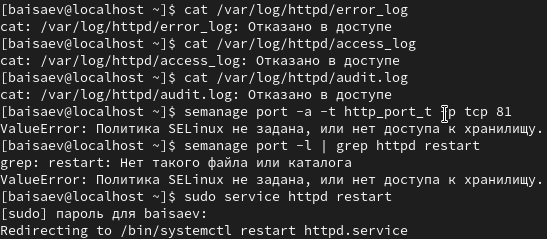 [baisaev@localhost ~]$ cat /var/log/httpd/error_log
cat: /var/log/httpd/error_log: Отказано в доступе
[baisaev@localhost ~]$ cat /var/log/httpd/access_log
cat: /var/log/httpd/access_log: Отказано в доступе
[baisaev@localhost ~]$ cat /var/log/httpd/audit.log
cat: /var/log/httpd/audit.log: Отказано в доступе
[baisaev@localhost ~]$ semanage port -a -t http_port_t -p tcp 81
ValueError: Политика SELinux не задана, или нет доступа к хранилищу.
[baisaev@localhost ~]$ semanage port -l | grep httpd restart
grep: restart: Нет такого файла или каталога
ValueError: Политика SELinux не задана, или нет доступа к хранилищу.
[baisaev@localhost ~]$ sudo service httpd restart
[sudo] пароль для baisaev:
Redirecting to /bin/systemctl restart httpd.service